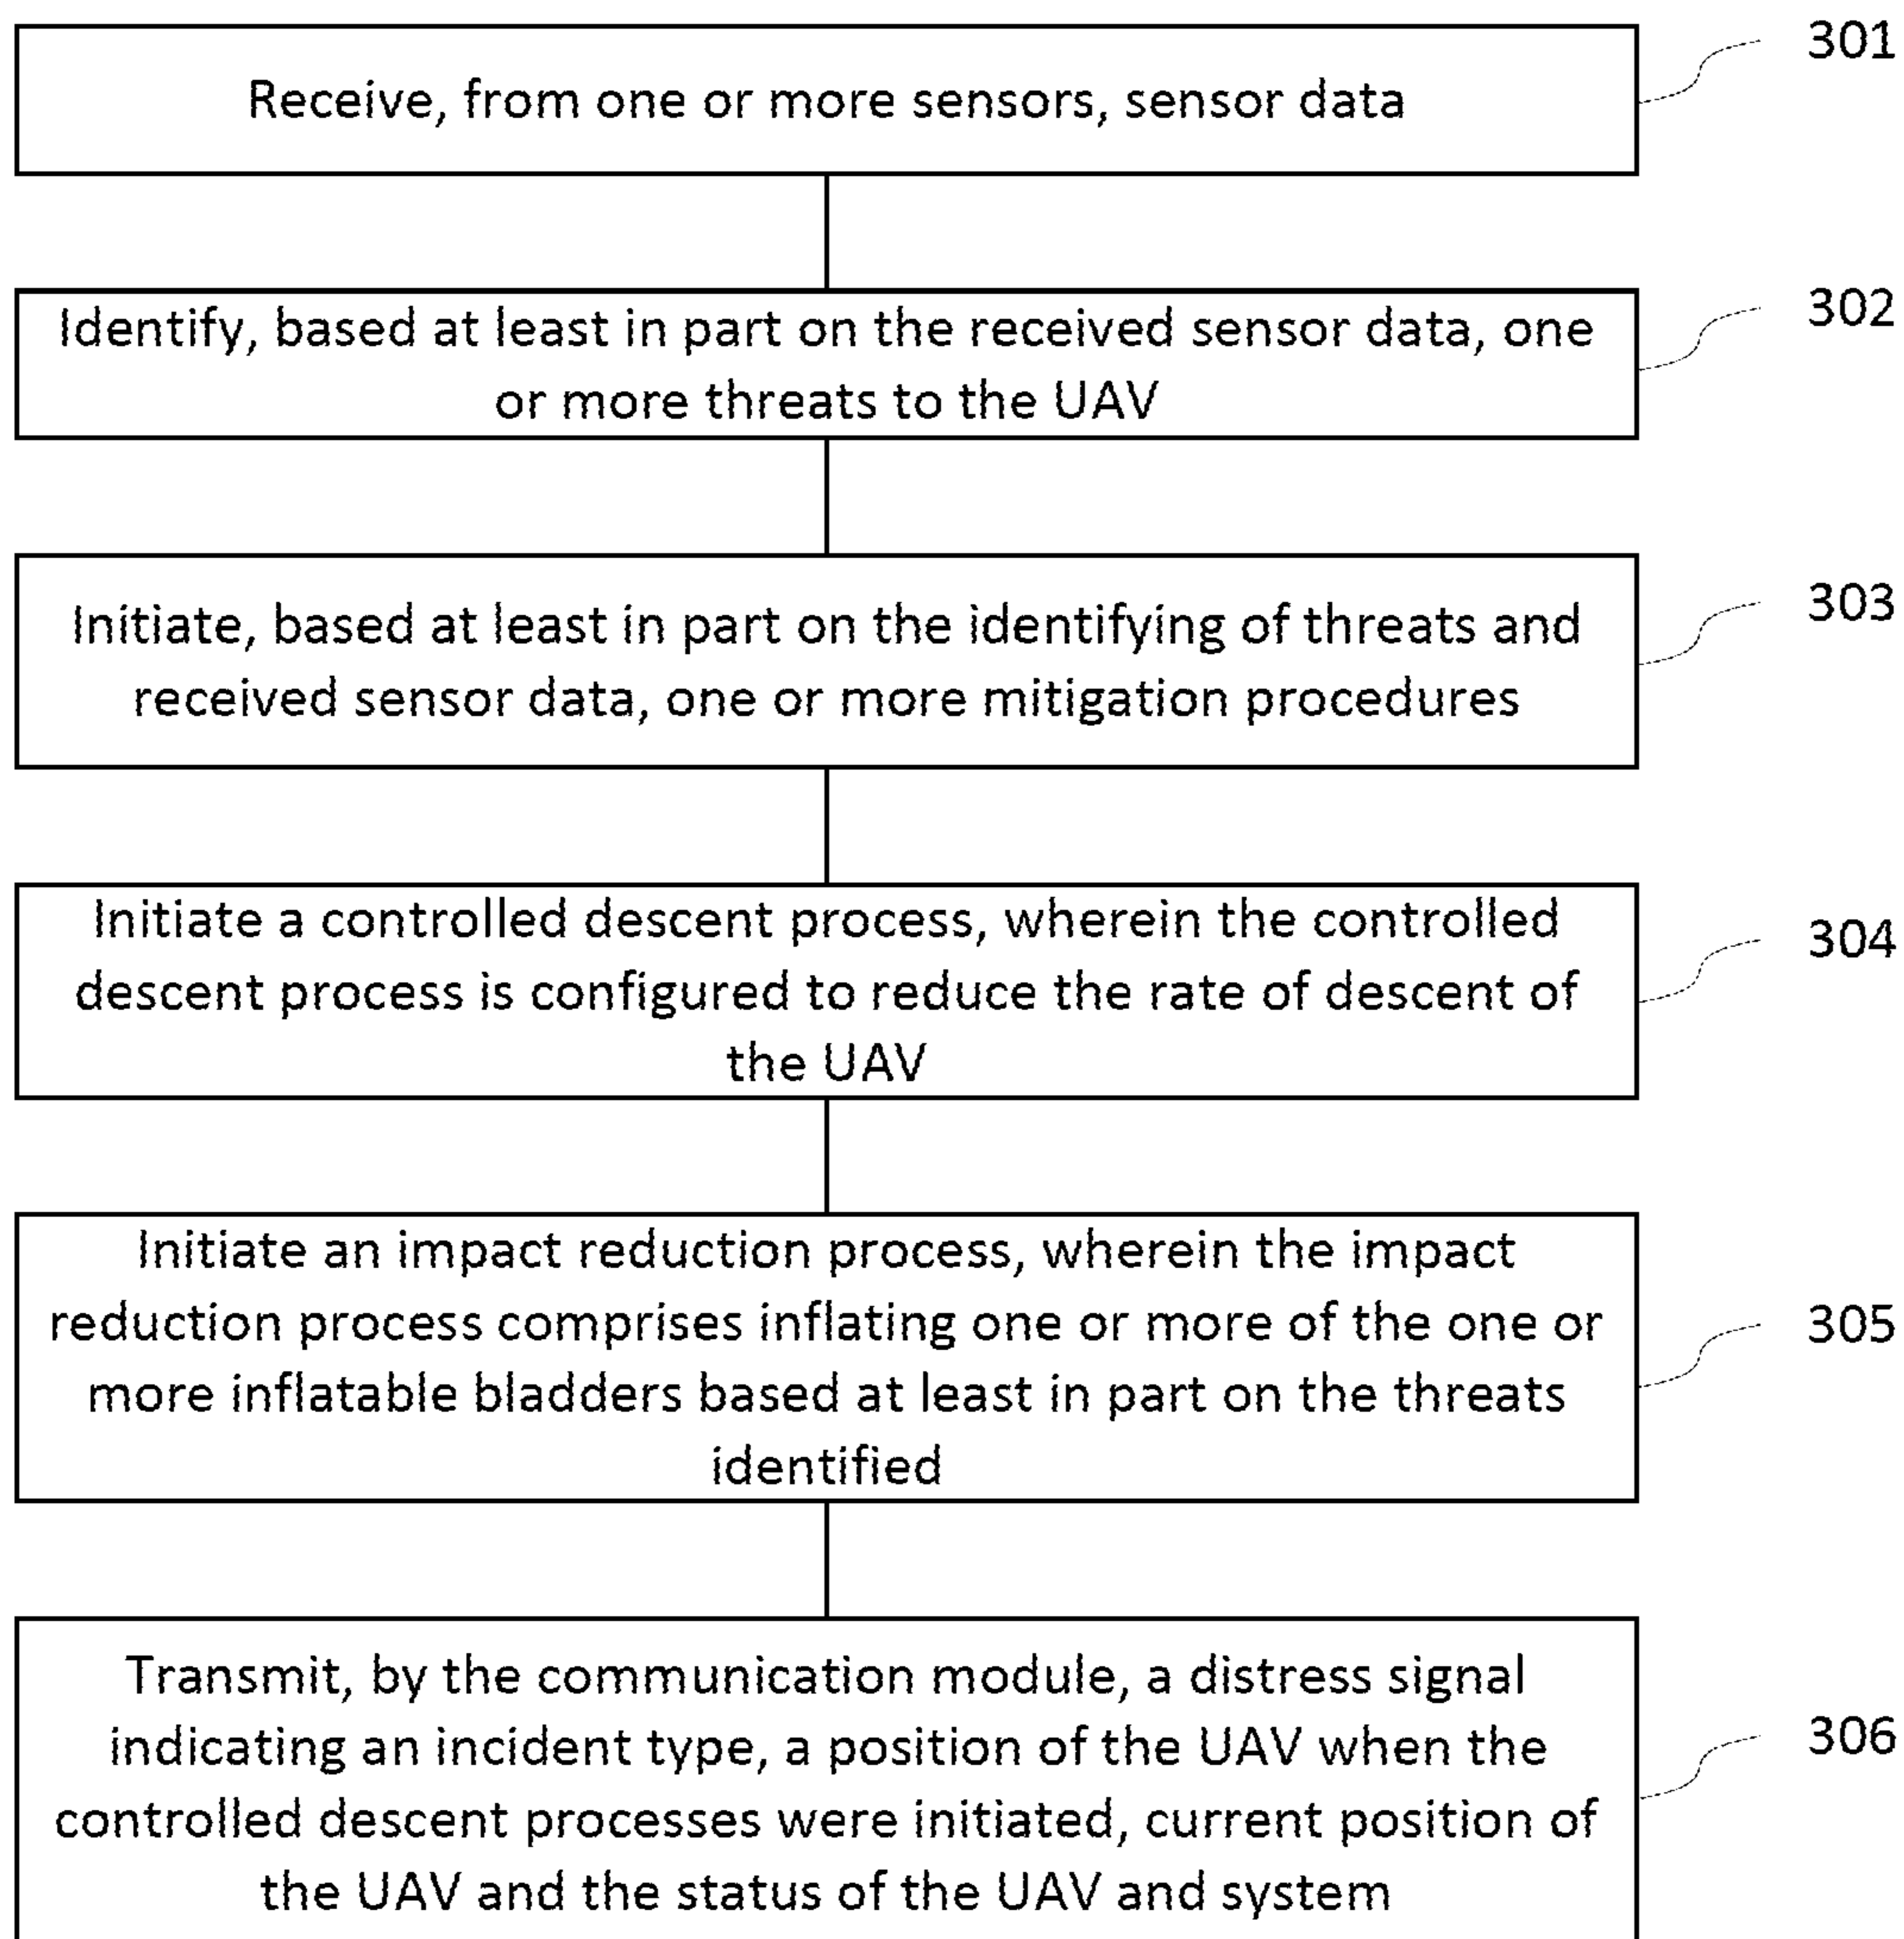 301
Receive, from one or more sensors, sensor data
302
Identify, based at least in part on the received sensor data, one
or more threats to the UAV
303
Initiate, based at least in part on the identifying of threats and
received sensor data, one or more mitigation procedures
304
Initiate a controlled descent process, wherein the controlled
descent process is configured to reduce the rate of descent of
the UAV
305
Initiate an impact reduction process, wherein the impact
reduction process comprises inflating one or more of the one or
more inflatable bladders based at least in part on the threats
identified
306
Transmit, by the communication module, a distress signal
indicating an incident type, a position of the UAV when the
controlled descent processes were initiated, current position of
the UAV and the status of the UAV and system